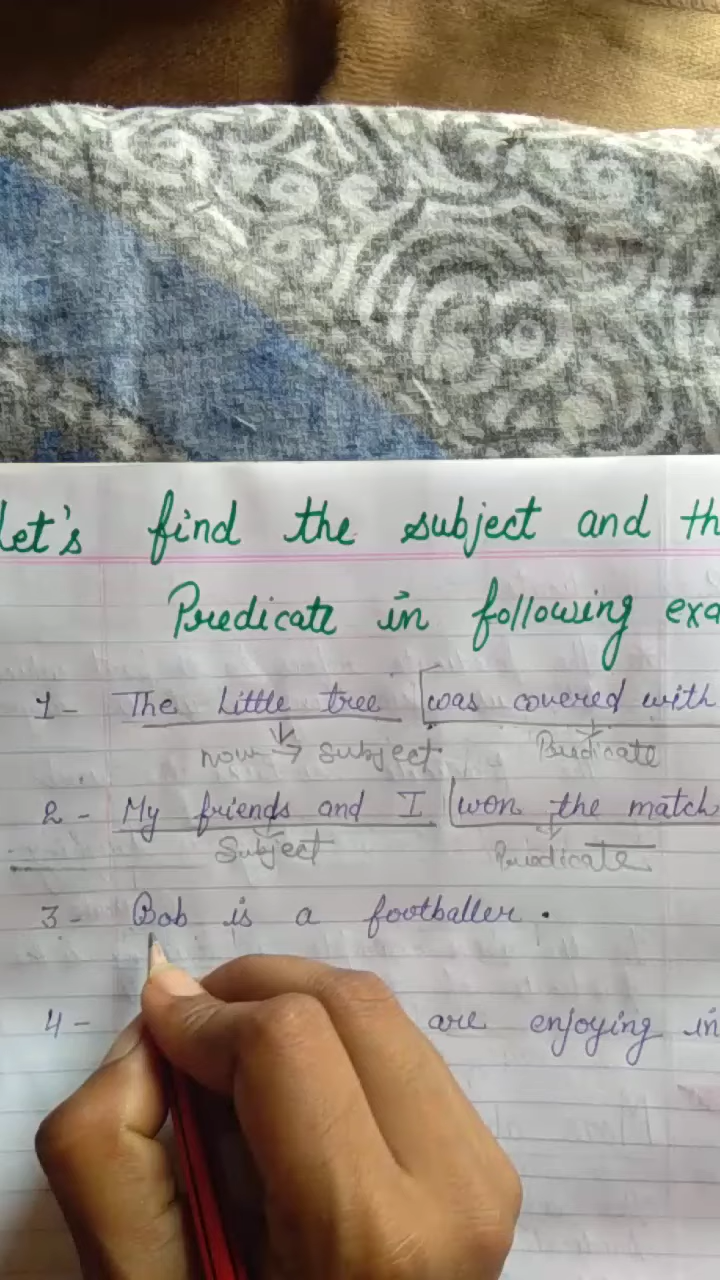 Let's find the subject and th
Predicate in following exa
1- The little tree was covered with
now → subject Predicate
2- My friends and I won the match
Subject Priodicate
3- Bob is a footballer.
4- are enjoying in